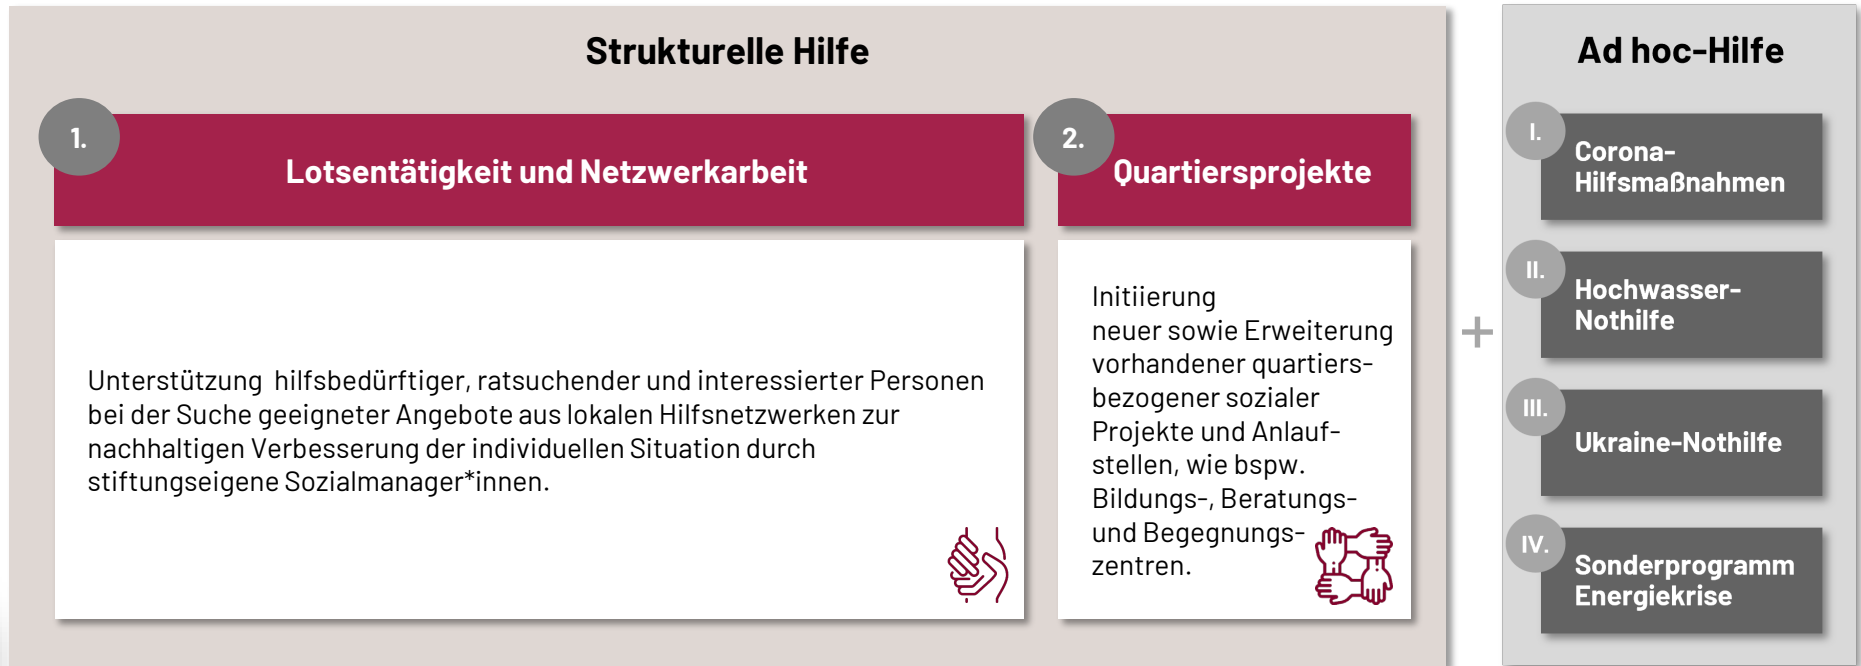 Strukturelle Hilfe
1.
Lotsentätigkeit und Netzwerkarbeit
Unterstützung hilfsbedürftiger, ratsuchender und interessierter Personen
bei der Suche geeigneter Angebote aus lokalen Hilfsnetzwerken zur
nachhaltigen Verbesserung der individuellen Situation durch
stiftungseigene Sozialmanager*innen.
2.
Quartiersprojekte
Initiierung
neuer sowie Erweiterung
vorhandener quartiers-
bezogener sozialer
Projekte und Anlauf-
stellen, wie bspw.
Bildungs-, Beratungs-
und Begegnungs-
zentren.
+
Ad hoc-Hilfe
I.
Corona-
Hilfsmaßnahmen
II.
Hochwasser-
Nothilfe
III.
Ukraine-Nothilfe
IV.
Sonderprogramm
Energiekrise